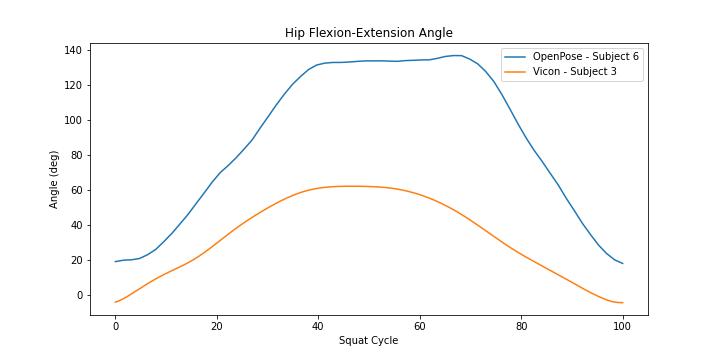 Hip Flexion-Extension Angle
OpenPose - Subject 6
Vicon - Subject 3
Angle (deg)
140
120
100
80
60
40
20
0
0 20 40 60 80 100
Squat Cycle